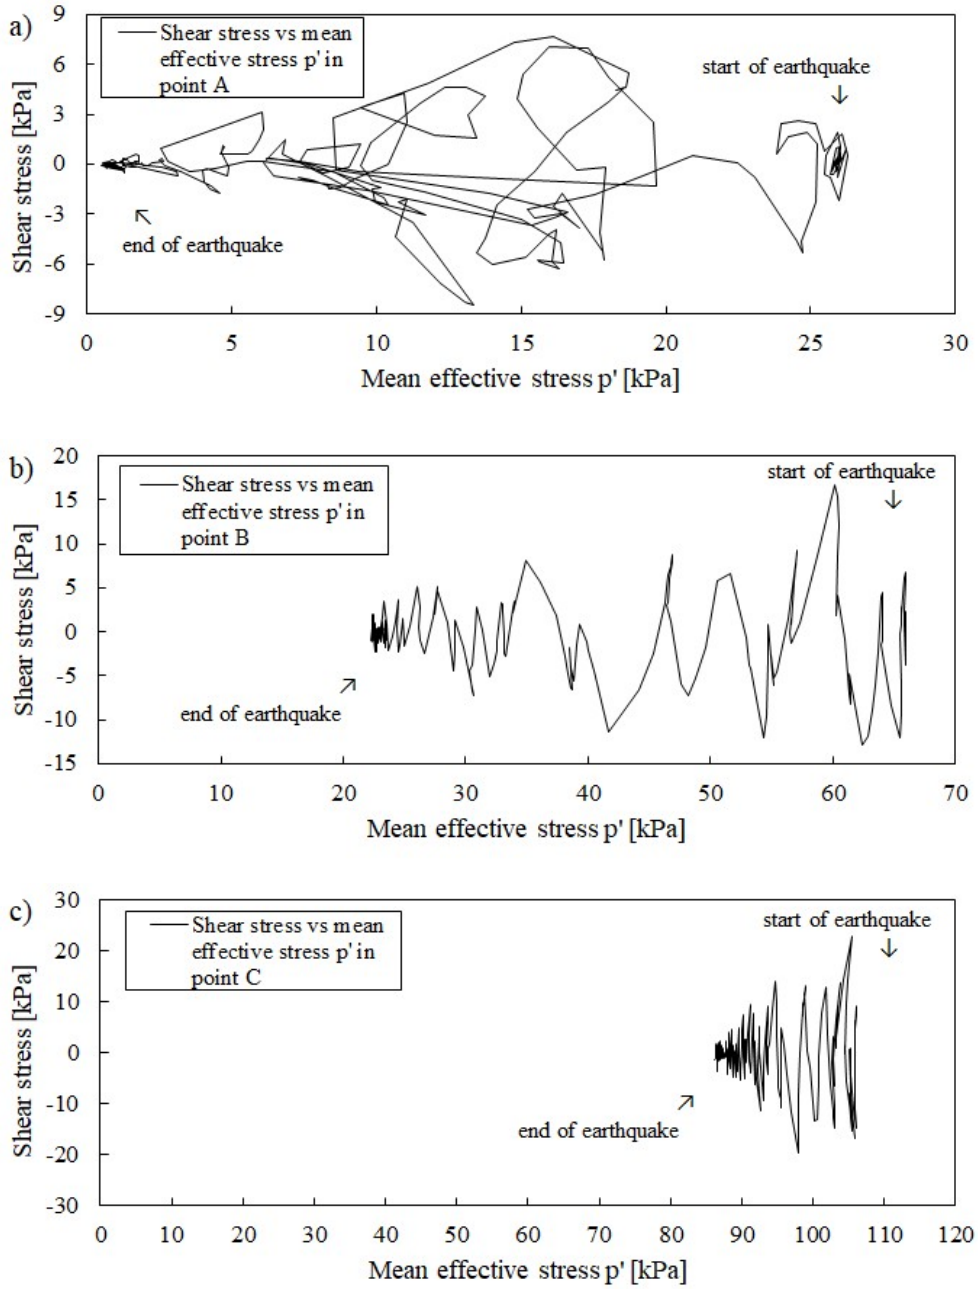 a)
Shear stress vs mean
effective stress p' in
point A
start of earthquake
end of earthquake
Shear stress [kPa]
9
6
3
0
-3
-6
-9
0 5 10 15 20 25 30
Mean effective stress p' [kPa]
b)
Shear stress vs mean
effective stress p' in
point B
start of earthquake
end of earthquake
Shear stress [kPa]
20
15
10
5
0
-5
-10
-15
0 10 20 30 40 50 60 70
Mean effective stress p' [kPa]
c)
Shear stress vs mean
effective stress p' in
point C
start of earthquake
end of earthquake
Shear stress [kPa]
30
20
10
0
-10
-20
-30
0 10 20 30 40 50 60 70 80 90 100 110 120
Mean effective stress p' [kPa]